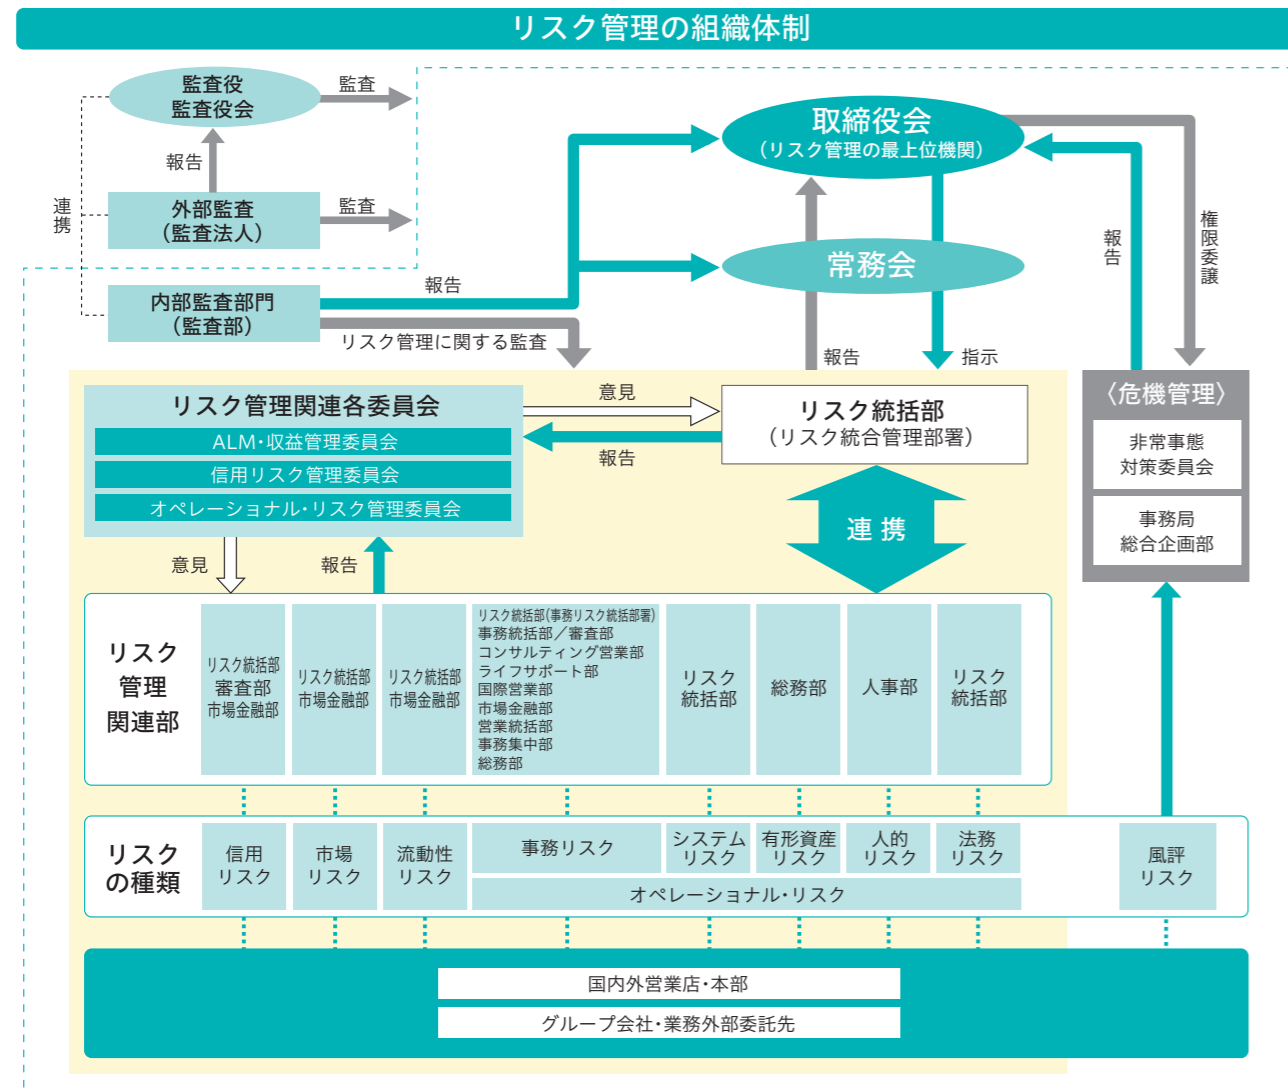 リスク管理の組織体制
監査役
監査役会
監査
報告
連携
外部監査
（監査法人）
監査
内部監査部門
（監査部）
報告
リスク管理に関する監査
取締役会
（リスク管理の最上位機関）
常務会
報告
指示
報告
権限委譲
リスク管理関連各委員会
ALM・収益管理委員会
信用リスク管理委員会
オペレーショナル・リスク管理委員会
意見
報告
リスク統括部
（リスク統合管理部署）
連携
〈危機管理〉
非常事態
対策委員会
事務局
総合企画部
意見
報告
リスク
管理
関連部
リスク統括部
審査部
市場金融部
リスク統括部
市場金融部
リスク統括部
市場金融部
リスク統括部(事務リスク統括部署)
事務統括部／審査部
コンサルティング営業部
ライフサポート部
国際営業部
市場金融部
営業統括部
事務集中部
総務部
リスク
統括部
総務部
人事部
リスク
統括部
リスク
の種類
信用
リスク
市場
リスク
流動性
リスク
事務リスク
システム
リスク
有形資産
リスク
人的
リスク
法務
リスク
オペレーショナル・リスク
風評
リスク
国内外営業店・本部
グループ会社・業務外部委託先